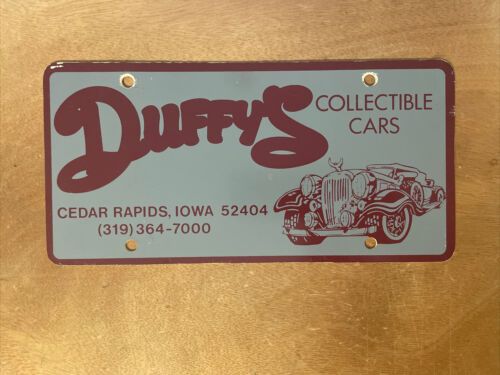 DUFFY'S
COLLECTIBLE
CARS
CEDAR RAPIDS, IOWA 52404
(319) 364-7000